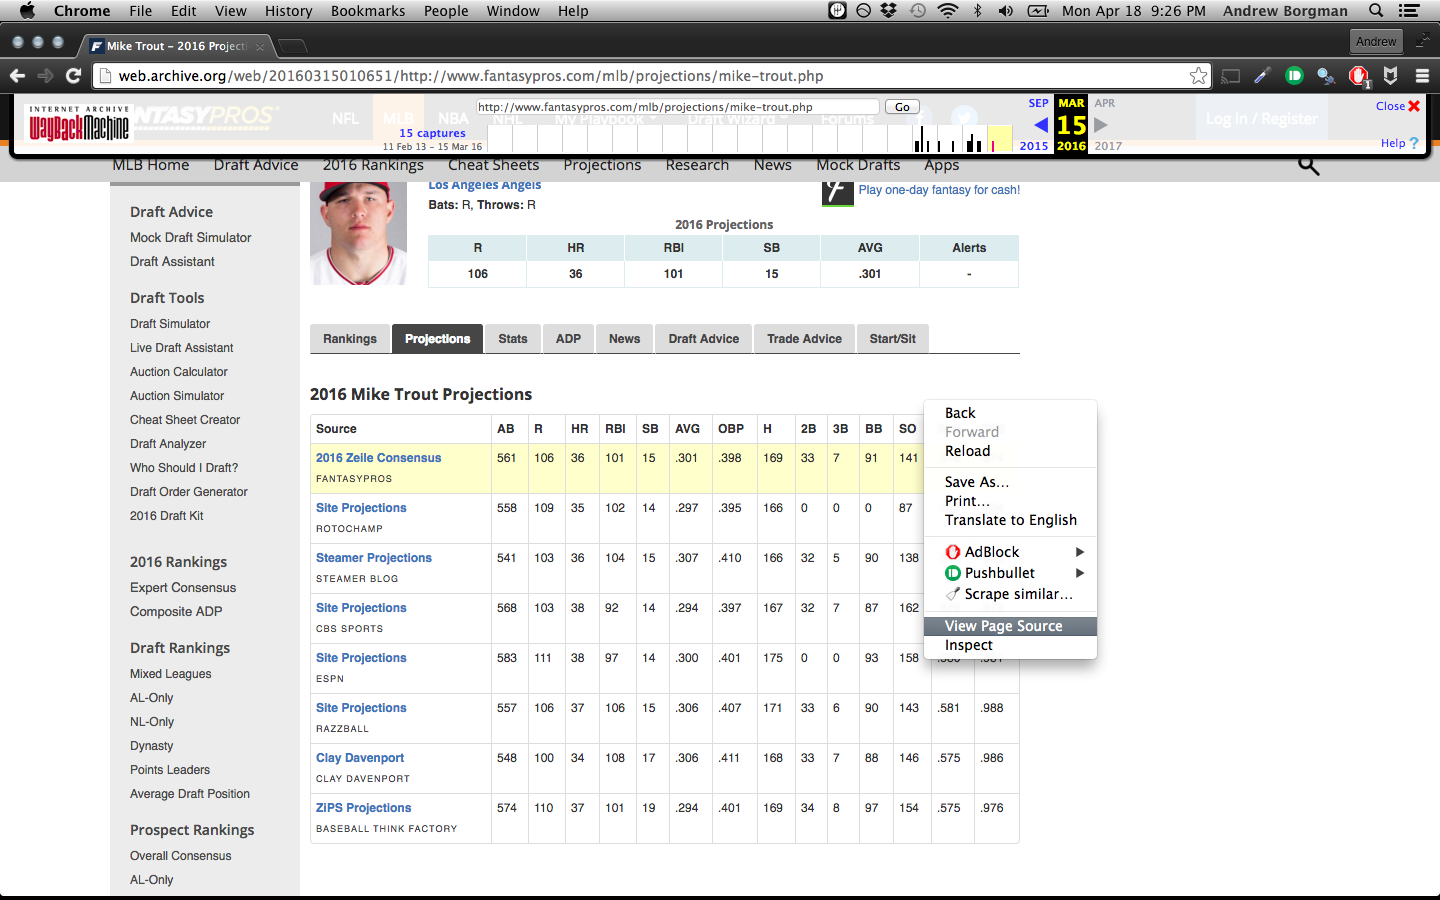 Chrome File Edit View History Bookmarks People Window Help Mon Apr 18 9:26 PM Andrew Borgman
Mike Trout – 2016 Projecti
Andrew
web.archive.org/web/20160315010651/http://www.fantasypros.com/mlb/projections/mike-trout.php
INTERNET ARCHIVE
WayBackMachine
FANTASYPROS
http://www.fantasypros.com/mlb/projections/mike-trout.php Go
SEP MAR APR
Close
NFL MLB NBA NHL My Playbook Draft Wizard Forums Log In / Register
15 captures
15
11 Feb 13 – 15 Mar 16
2015 2016 2017
Help ?
MLB Home Draft Advice 2016 Rankings Cheat Sheets Projections Research News Mock Drafts Apps
Draft Advice
Mock Draft Simulator
Draft Assistant
Draft Tools
Draft Simulator
Live Draft Assistant
Auction Calculator
Auction Simulator
Cheat Sheet Creator
Draft Analyzer
Who Should I Draft?
Draft Order Generator
2016 Draft Kit
2016 Rankings
Expert Consensus
Composite ADP
Draft Rankings
Mixed Leagues
AL-Only
NL-Only
Dynasty
Points Leaders
Average Draft Position
Prospect Rankings
Overall Consensus
AL-Only
Los Angeles Angels
Bats: R, Throws: R
Play one-day fantasy for cash!
2016 Projections
R HR RBI SB AVG Alerts
106 36 101 15 .301 -
Rankings Projections Stats ADP News Draft Advice Trade Advice Start/Sit
2016 Mike Trout Projections
Source AB R HR RBI SB AVG OBP H 2B 3B BB SO
2016 Zeile Consensus 561 106 36 101 15 .301 .398 169 33 7 91 141
FANTASYPROS
Site Projections 558 109 35 102 14 .297 .395 166 0 0 0 87
ROTOCHAMP
Steamer Projections 541 103 36 104 15 .307 .410 166 32 5 90 138
STEAMER BLOG
Site Projections 568 103 38 92 14 .294 .397 167 32 7 87 162
CBS SPORTS
Site Projections 583 111 38 97 14 .300 .401 175 0 0 93 158
ESPN
Site Projections 557 106 37 106 15 .306 .407 171 33 6 90 143 .581 .988
RAZZBALL
Clay Davenport 548 100 34 108 17 .306 .411 168 33 7 88 146 .575 .986
CLAY DAVENPORT
ZiPS Projections 574 110 37 101 19 .294 .401 169 34 8 97 154 .575 .976
BASEBALL THINK FACTORY
Back
Forward
Reload
Save As...
Print...
Translate to English
AdBlock
Pushbullet
Scrape similar...
View Page Source
Inspect